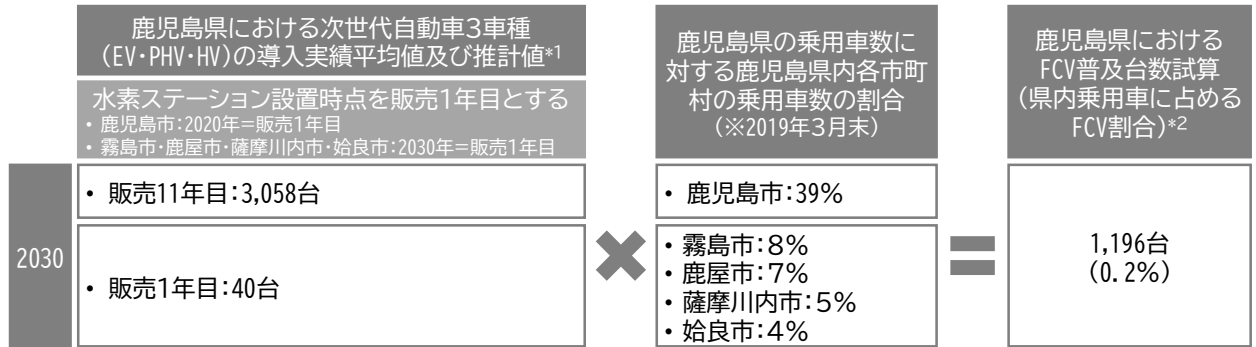 鹿児島県における次世代自動車3車種
(EV・PHV・HV)の導入実績平均値及び推計値*1
水素ステーション設置時点を販売1年目とする
• 鹿児島市:2020年=販売1年目
• 霧島市・鹿屋市・薩摩川内市・姶良市:2030年=販売1年目
鹿児島県の乗用車数に
対する鹿児島県内各市町
村の乗用車数の割合
(※2019年3月末)
鹿児島県における
FCV普及台数試算
(県内乗用車に占める
FCV割合)*2
2030
• 販売11年目:3,058台
• 販売1年目:40台
• 鹿児島市:39%
• 霧島市:8%
• 鹿屋市:7%
• 薩摩川内市:5%
• 姶良市:4%
1,196台
(0.2%)